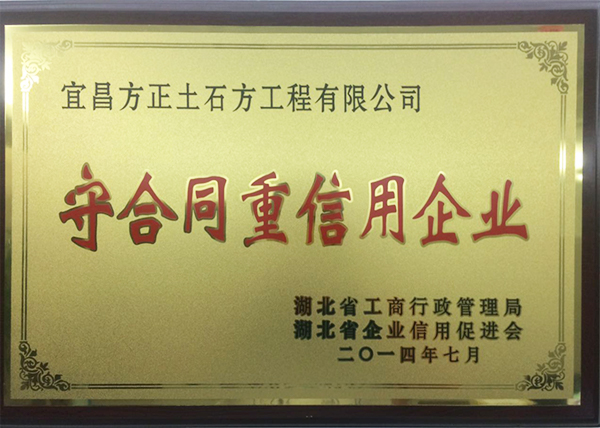 宜昌方正土石方工程有限公司
守合同重信用企业
湖北省工商行政管理局
湖北省企业信用促进会
二〇一四年七月